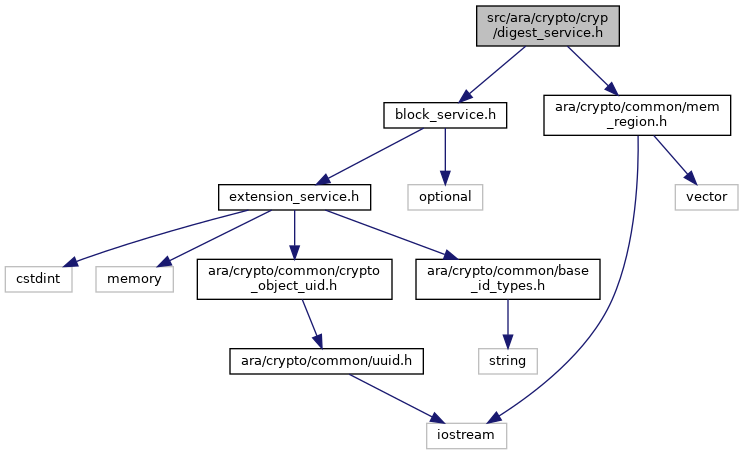 src/ara/crypto/cryp
/digest_service.h
block_service.h
ara/crypto/common/mem
_region.h
extension_service.h
optional
vector
cstdint
memory
ara/crypto/common/crypto
_object_uid.h
ara/crypto/common/base
_id_types.h
ara/crypto/common/uuid.h
string
iostream